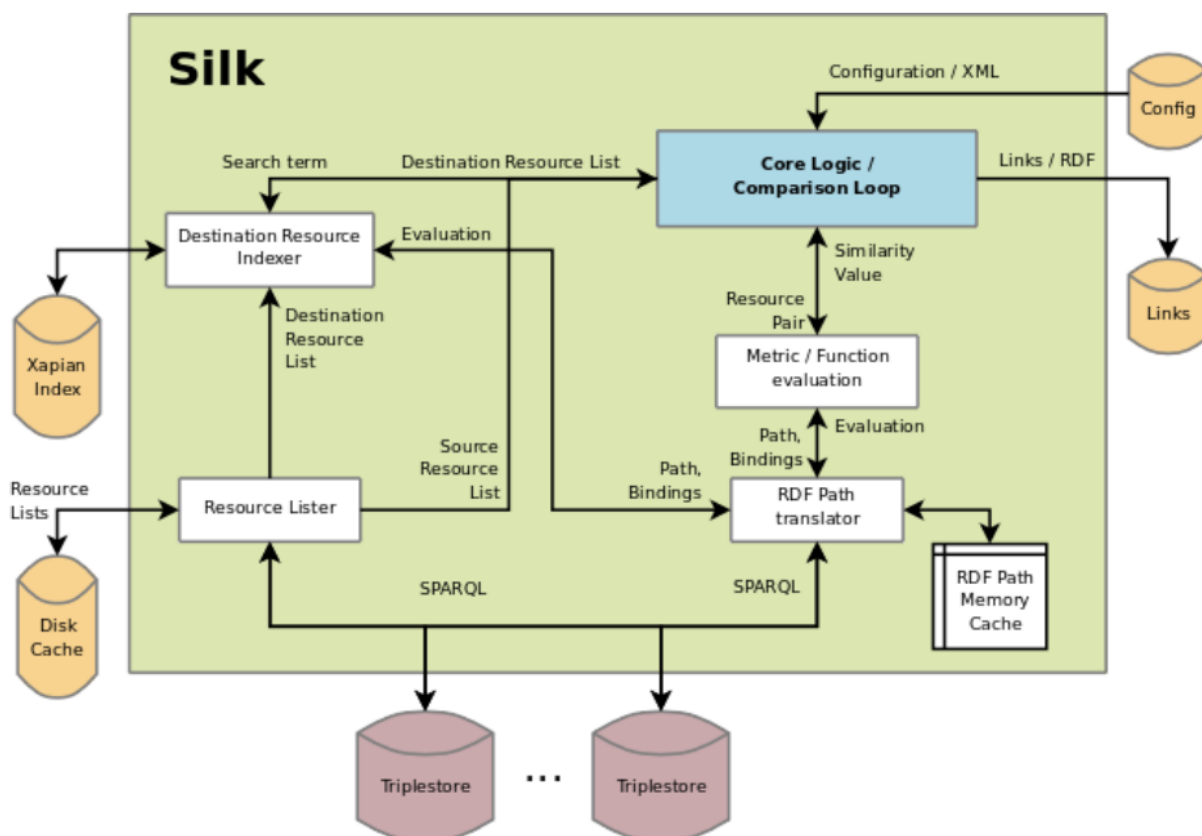 Silk
Configuration / XML
Config
Search term
Destination Resource List
Core Logic /
Comparison Loop
Links / RDF
Destination Resource
Indexer
Evaluation
Similarity
Value
Xapian
Index
Destination
Resource
List
Resource
Pair
Links
Metric / Function
evaluation
Evaluation
Path,
Bindings
Source
Resource
List
Path,
Bindings
Resource
Lists
Resource Lister
RDF Path
translator
SPARQL
SPARQL
RDF Path
Memory
Cache
Disk
Cache
Triplestore
...
Triplestore